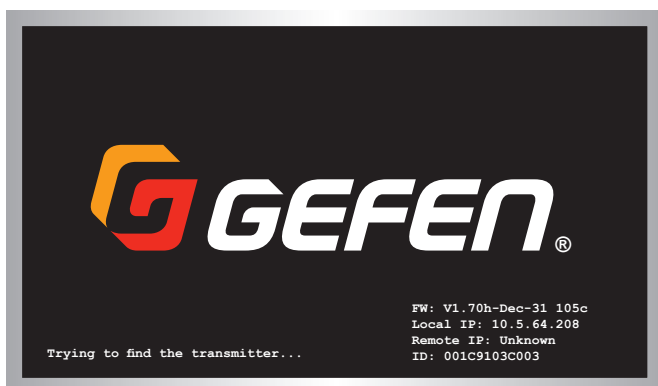 GEFEN®
FW: V1.70h-Dec-31 105c
Local IP: 10.5.64.208
Remote IP: Unknown
Trying to find the transmitter...
ID: 001C9103C003